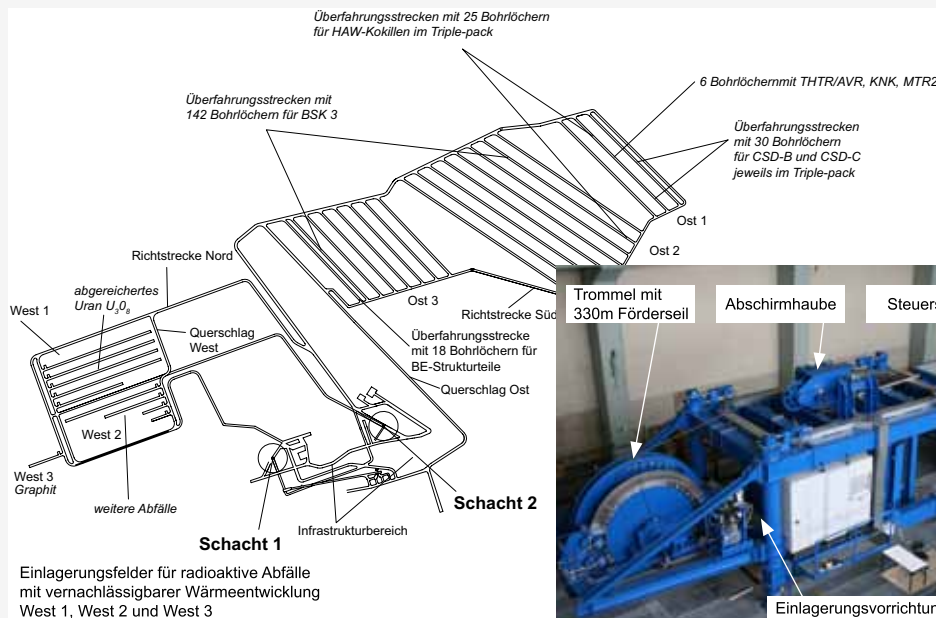 Überfahrungsstrecken mit 25 Bohrlöchern
für HAW-Kokillen im Triple-pack
6 Bohrlöchernmit THTR/AVR, KNK, MTR2
Überfahrungsstrecken mit
142 Bohrlöchern für BSK 3
Überfahrungsstrecken
mit 30 Bohrlöchern
für CSD-B und CSD-C
jeweils im Triple-pack
Ost 1
Ost 2
Richtstrecke Nord
abgereichertes
Uran U3O8
West 1
Ost 3
Richtstrecke Süd
Querschlag
West
Überfahrungsstrecke
mit 18 Bohrlöchern für
BE-Strukturteile
Querschlag Ost
West 2
West 3
Graphit
weitere Abfälle
Schacht 2
Infrastrukturbereich
Schacht 1
Einlagerungsfelder für radioaktive Abfälle
mit vernachlässigbarer Wärmeentwicklung
West 1, West 2 und West 3
Trommel mit
330m Förderseil
Abschirmhaube
Steuers
Einlagerungsvorrichtun